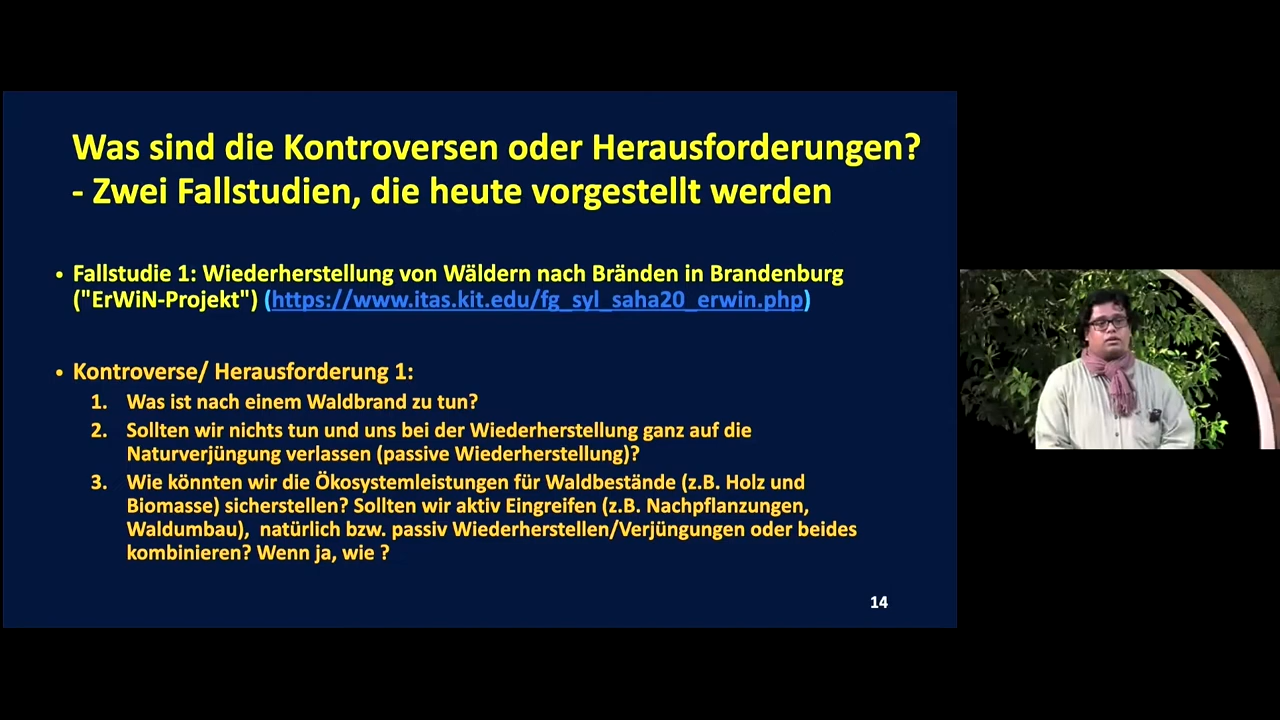 Was sind die Kontroversen oder Herausforderungen?
- Zwei Fallstudien, die heute vorgestellt werden
• Fallstudie 1: Wiederherstellung von Wäldern nach Bränden in Brandenburg
("ErWiN-Projekt") (https://www.itas.kit.edu/fg_syl_saha20_erwin.php)
• Kontroverse/ Herausforderung 1:
1. Was ist nach einem Waldbrand zu tun?
2. Sollten wir nichts tun und uns bei der Wiederherstellung ganz auf die
Naturverjüngung verlassen (passive Wiederherstellung)?
3. Wie könnten wir die Ökosystemleistungen für Waldbestände (z.B. Holz und
Biomasse) sicherstellen? Sollten wir aktiv Eingreifen (z.B. Nachpflanzungen,
Waldumbau), natürlich bzw. passiv Wiederherstellen/Verjüngungen oder beides
kombinieren? Wenn ja, wie ?
14